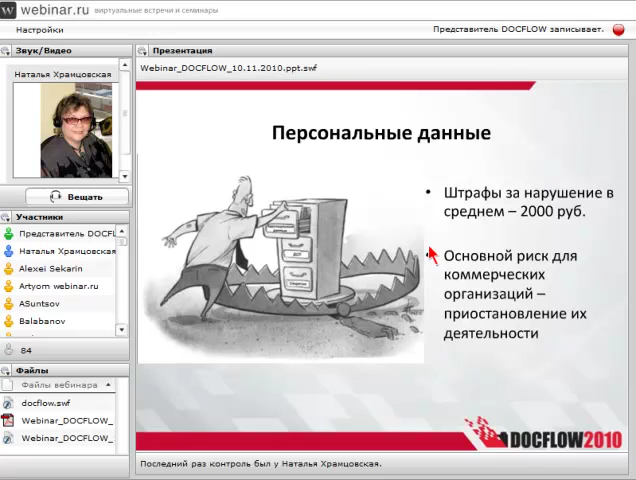 webinar.ru виртуальные встречи и семинары
Настройки
Представитель DOCFLOW записывает.
Звук/Видео
Наталья Храмцовская
Вещать
Участники
Представитель DOCFL
Наталья Храмцовская
Alexei Sekarin
Artyom webinar.ru
ASuntsov
Balabanov
84
Файлы
Файлы вебинара
docflow.swf
Webinar_DOCFLOW_
Webinar_DOCFLOW_
Презентация
Webinar_DOCFLOW_10.11.2010.ppt.swf
Персональные данные
• Штрафы за нарушение в
среднем – 2000 руб.
Основной риск для
коммерческих
организаций –
приостановление их
деятельности
DOCFLOW2010
Последний раз контроль был у Наталья Храмцовская.